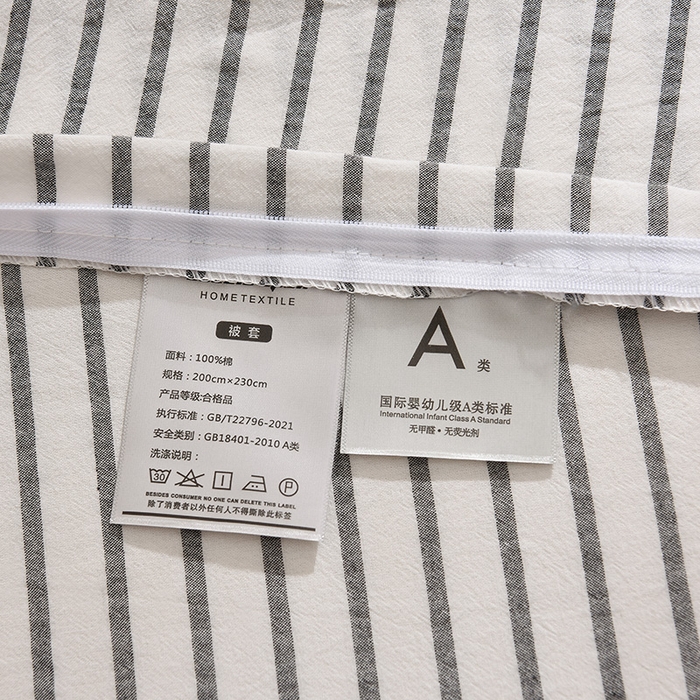 HOMETEXTILE
被套
面料：100%棉
规格：200cm×230cm
产品等级:合格品
执行标准：GB/T22796-2021
安全类别：GB18401-2010 A类
洗涤说明：
30 P
BESIDES CONSUMER NO ONE CAN DELETE THIS LABEL
除了消费者以外任何人不得撕除此标签
A类
国际婴幼儿级A类标准
International Infant Class A Standard
无甲醛•无荧光剂